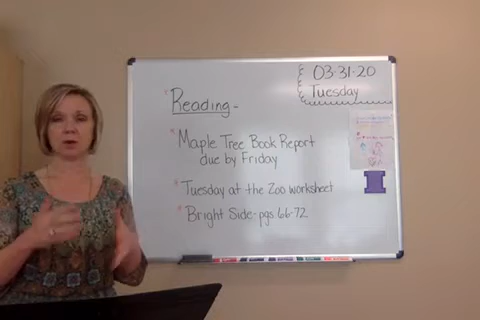 03-31-20
Tuesday
Reading-
* Maple Tree Book Report
due by Friday
* Tuesday at the Zoo worksheet
* Bright Side-pgs 66-72